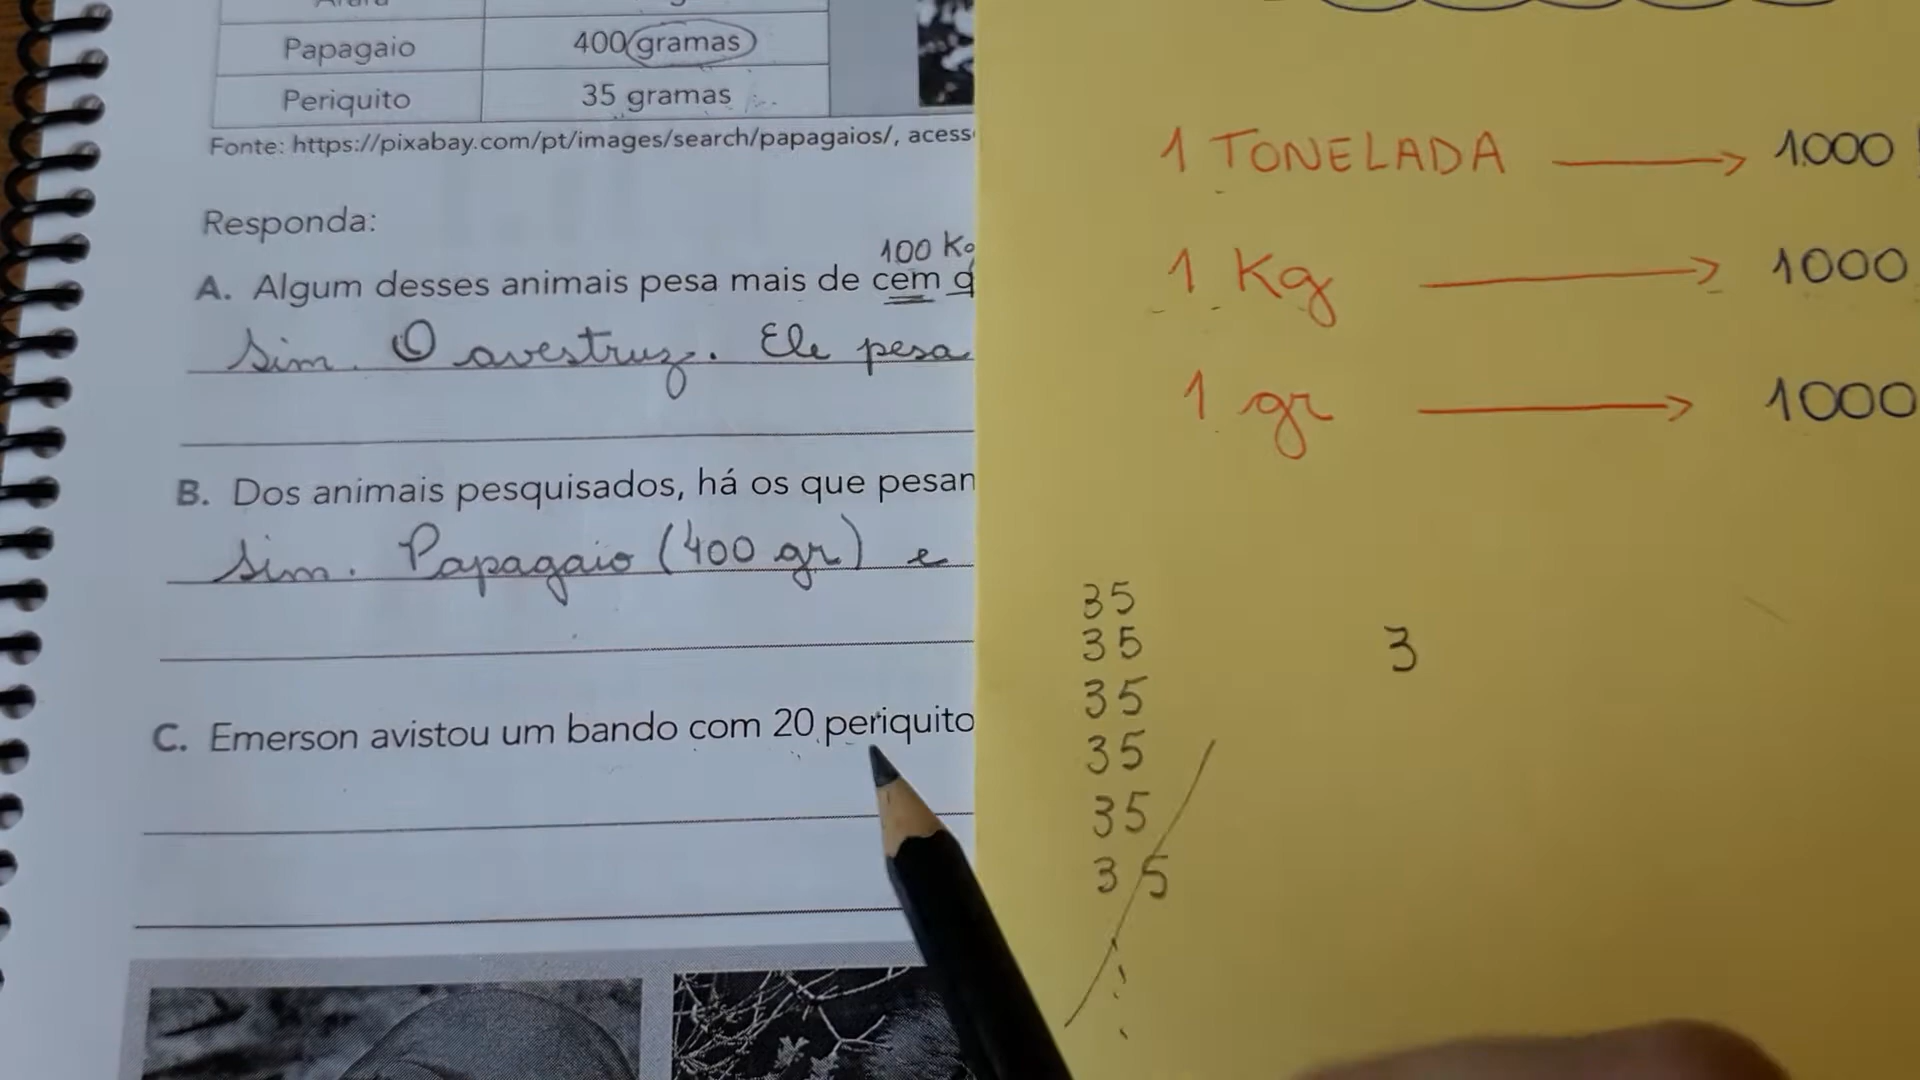 Papagaio 400 gramas
Periquito 35 gramas
Fonte: https://pixabay.com/pt/images/search/papagaios/, acess
Responda:
100 Kg
A. Algum desses animais pesa mais de cem
Sim. O avestruz. Ele pesa
B. Dos animais pesquisados, há os que pesan
Sim. Papagaio (400 gr) e
C. Emerson avistou um bando com 20 periquito
1 TONELADA → 1000
1 Kg → 1000
1 gr → 1000
35
35
35
35
35
35
3